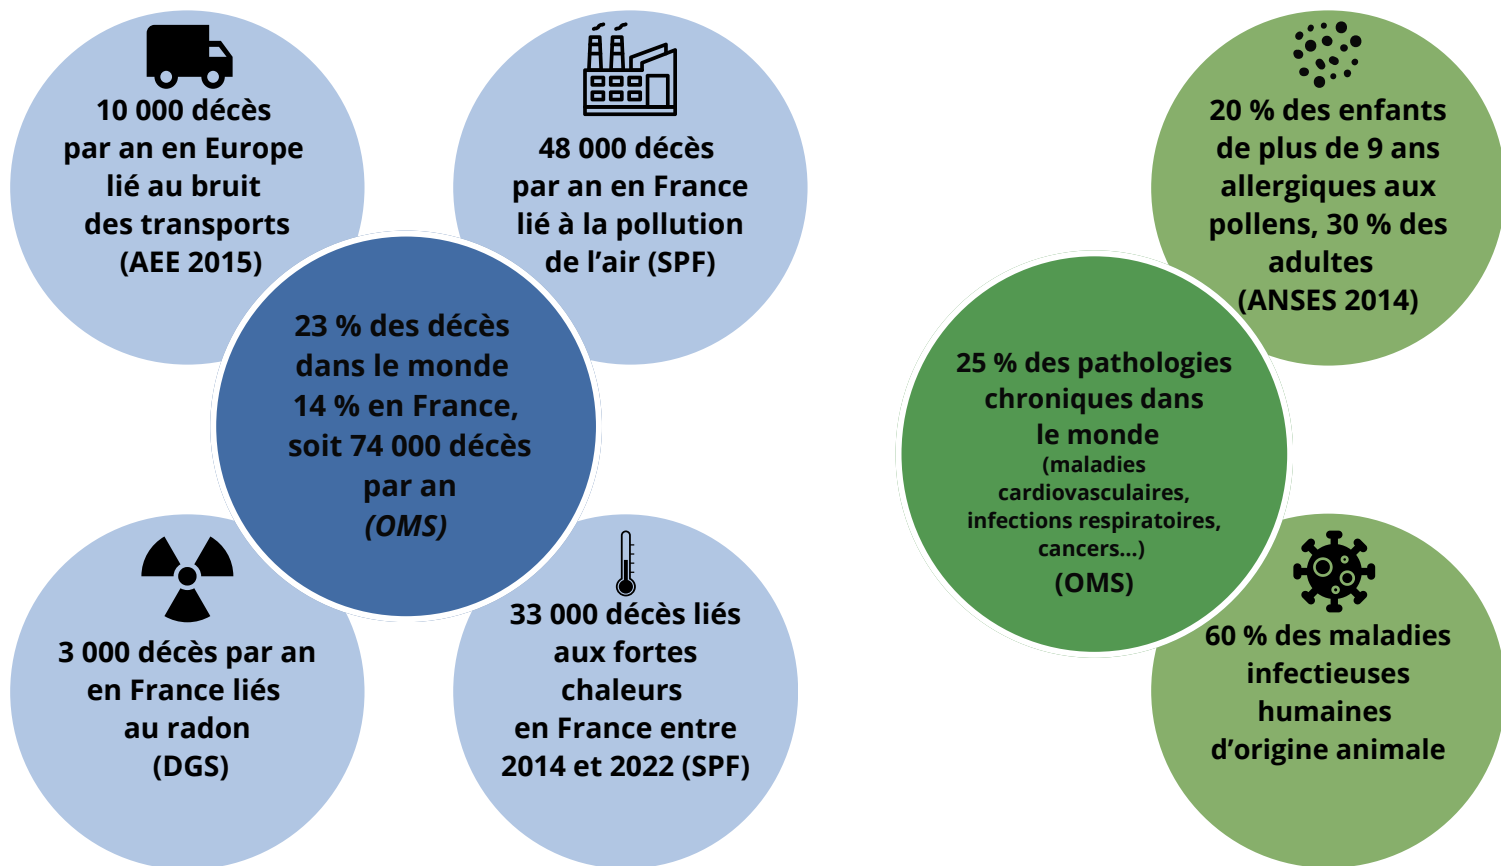 10 000 décès
par an en Europe
lié au bruit
des transports
(AEE 2015)
48 000 décès
par an en France
lié à la pollution
de l’air (SPF)
23 % des décès
dans le monde
14 % en France,
soit 74 000 décès
par an
(OMS)
3 000 décès par an
en France liés
au radon
(DGS)
33 000 décès liés
aux fortes
chaleurs
en France entre
2014 et 2022 (SPF)
20 % des enfants
de plus de 9 ans
allergiques aux
pollens, 30 % des
adultes
(ANSES 2014)
25 % des pathologies
chroniques dans
le monde
(maladies
cardiovasculaires,
infections respiratoires,
cancers...)
(OMS)
60 % des maladies
infectieuses
humaines
d’origine animale